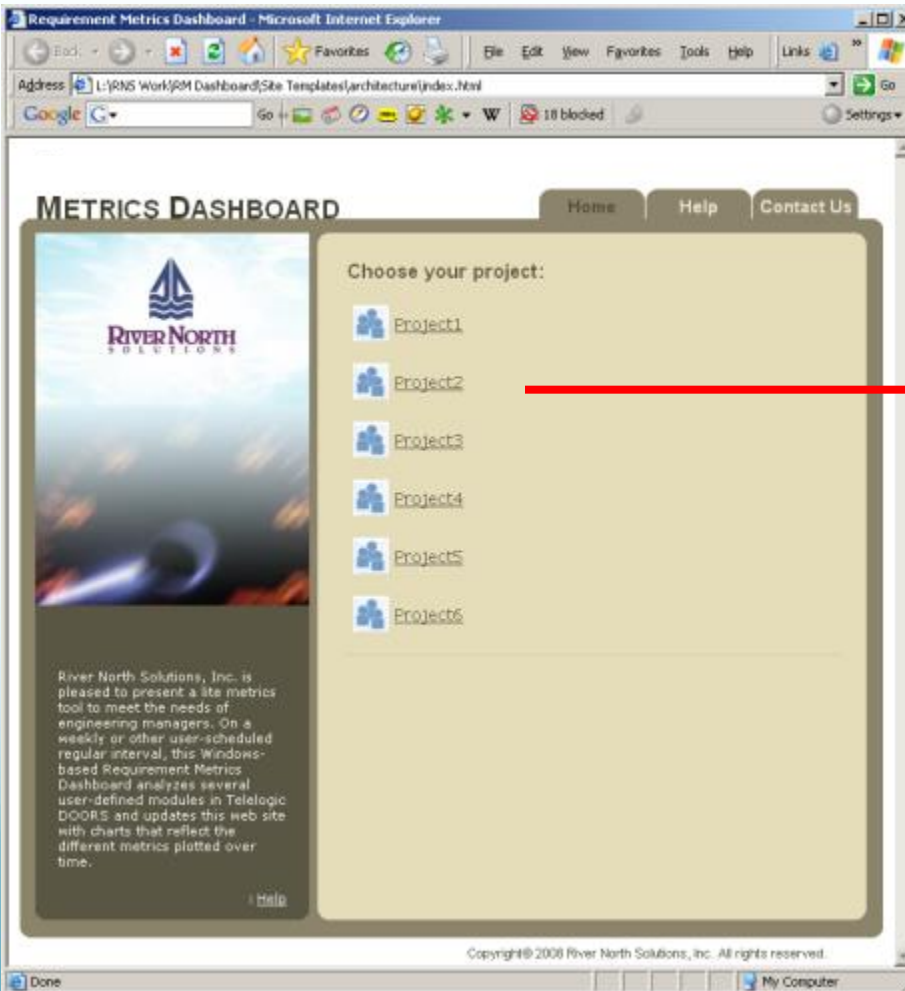 Requirement Metrics Dashboard - Microsoft Internet Explorer
Back Favorites File Edit View Favorites Tools Help Links »
Address L:\RNS Work\RM Dashboard\Site Templates\architecture\index.html Go
Google G Go W 18 blocked Settings
METRICS DASHBOARD
Home Help Contact Us
RIVER NORTH
SOLUTIONS
Choose your project:
Project1
Project2
Project3
Project4
Project5
Project6
River North Solutions, Inc. is
pleased to present a lite metrics
tool to meet the needs of
engineering managers. On a
weekly or other user-scheduled
regular interval, this Windows-
based Requirement Metrics
Dashboard analyzes several
user-defined modules in Telelogic
DOORS and updates this web site
with charts that reflect the
different metrics plotted over
time.
Help
Copyright© 2008 River North Solutions, Inc. All rights reserved.
Done My Computer